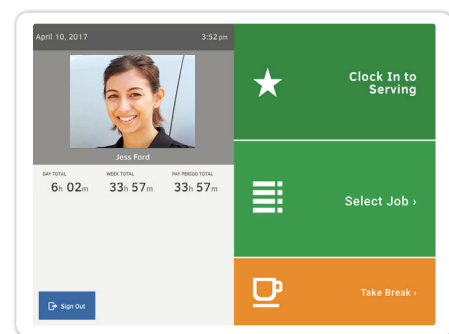 April 10, 2017 3:52 pm
Jess Ford
DAY TOTAL WEEK TOTAL PAY PERIOD TOTAL
6h 02m 33h 57m 33h 57m
Sign Out
Clock In to
Serving
Select Job ›
Take Break ›